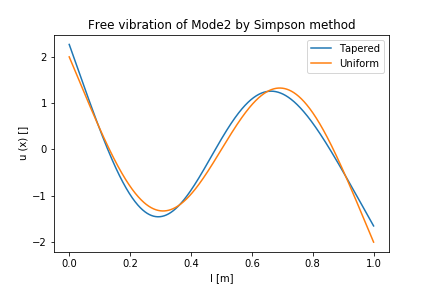 Free vibration of Mode2 by Simpson method
Tapered
Uniform
2
1
0
−1
−2
u (x) []
0.0 0.2 0.4 0.6 0.8 1.0
l [m]